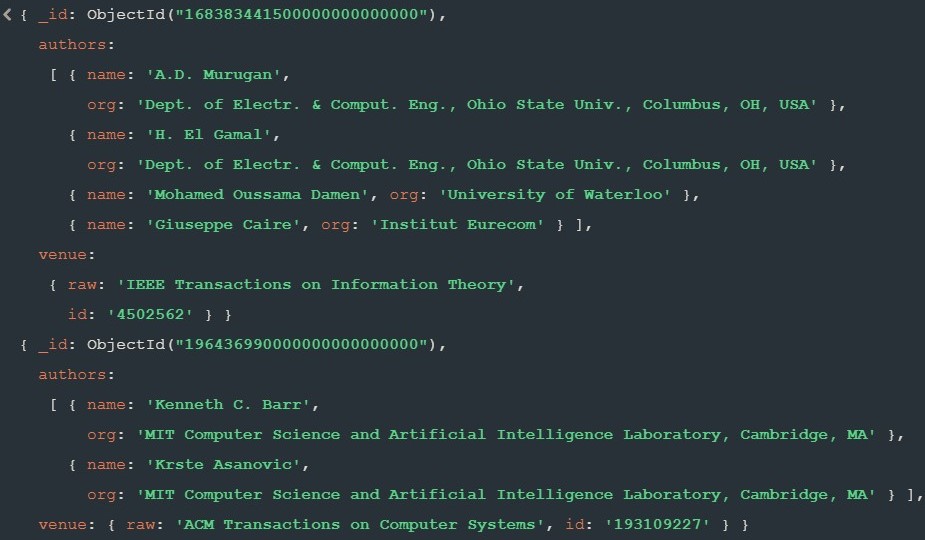 { _id: ObjectId("168383441500000000000000"),
authors:
[ { name: 'A.D. Murugan',
org: 'Dept. of Electr. & Comput. Eng., Ohio State Univ., Columbus, OH, USA' },
{ name: 'H. El Gamal',
org: 'Dept. of Electr. & Comput. Eng., Ohio State Univ., Columbus, OH, USA' },
{ name: 'Mohamed Oussama Damen', org: 'University of Waterloo' },
{ name: 'Giuseppe Caire', org: 'Institut Eurecom' } ],
venue:
{ raw: 'IEEE Transactions on Information Theory',
id: '4502562' } }
{ _id: ObjectId("196436990000000000000000"),
authors:
[ { name: 'Kenneth C. Barr',
org: 'MIT Computer Science and Artificial Intelligence Laboratory, Cambridge, MA' },
{ name: 'Krste Asanovic',
org: 'MIT Computer Science and Artificial Intelligence Laboratory, Cambridge, MA' } ],
venue: { raw: 'ACM Transactions on Computer Systems', id: '193109227' } }